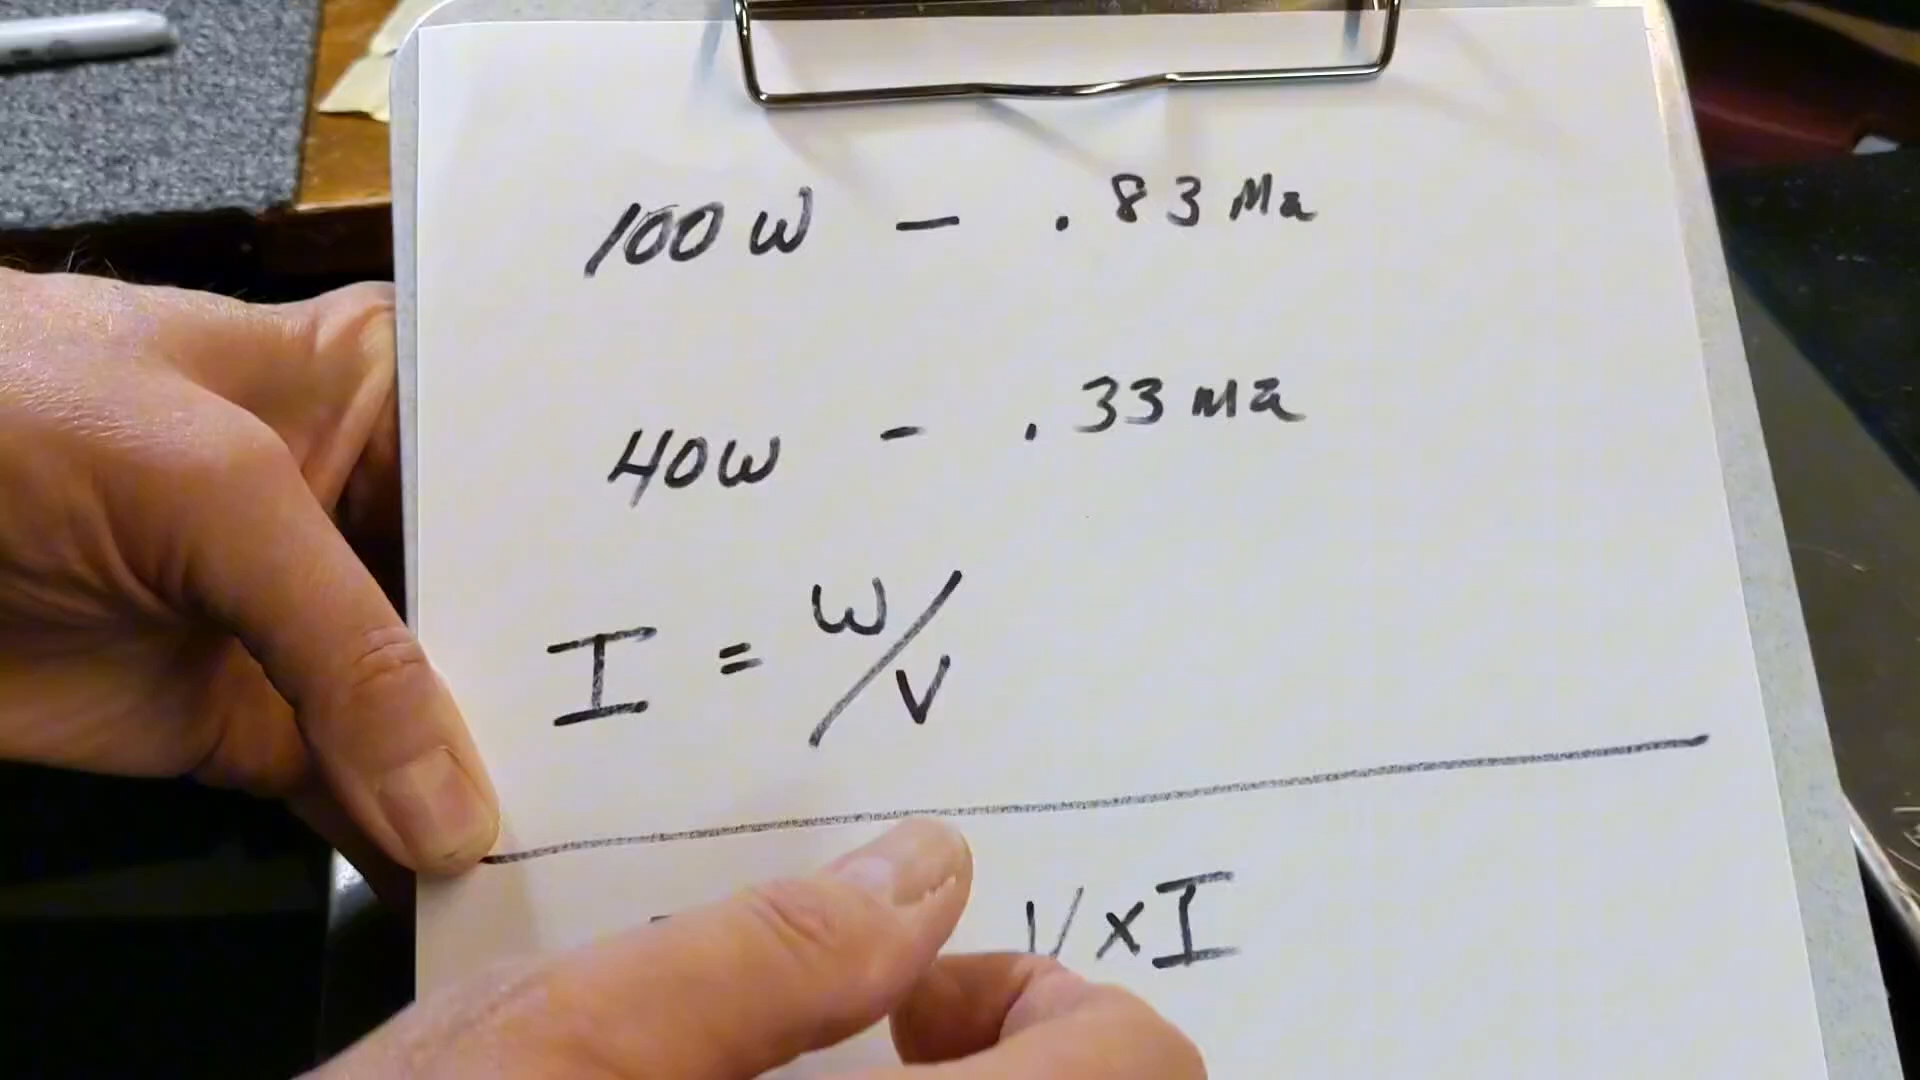 100W - .83 Ma
40W - .33 Ma
I = W/V
V x I